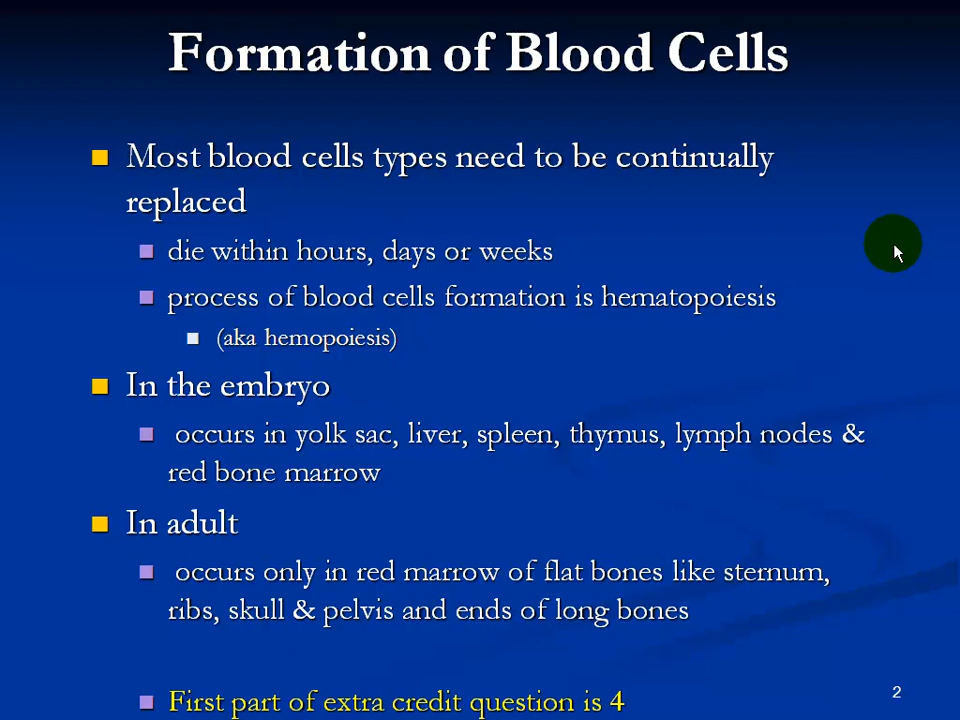 Formation of Blood Cells
Most blood cells types need to be continually
replaced
die within hours, days or weeks
process of blood cells formation is hematopoiesis
(aka hemopoiesis)
In the embryo
occurs in yolk sac, liver, spleen, thymus, lymph nodes &
red bone marrow
In adult
occurs only in red marrow of flat bones like sternum,
ribs, skull & pelvis and ends of long bones
First part of extra credit question is 4
2